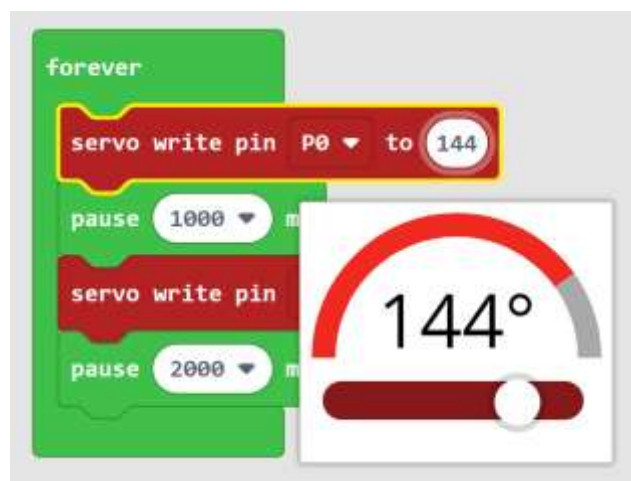 forever
servo write pin P0 to 144
pause 1000
servo write pin
pause 2000
144°